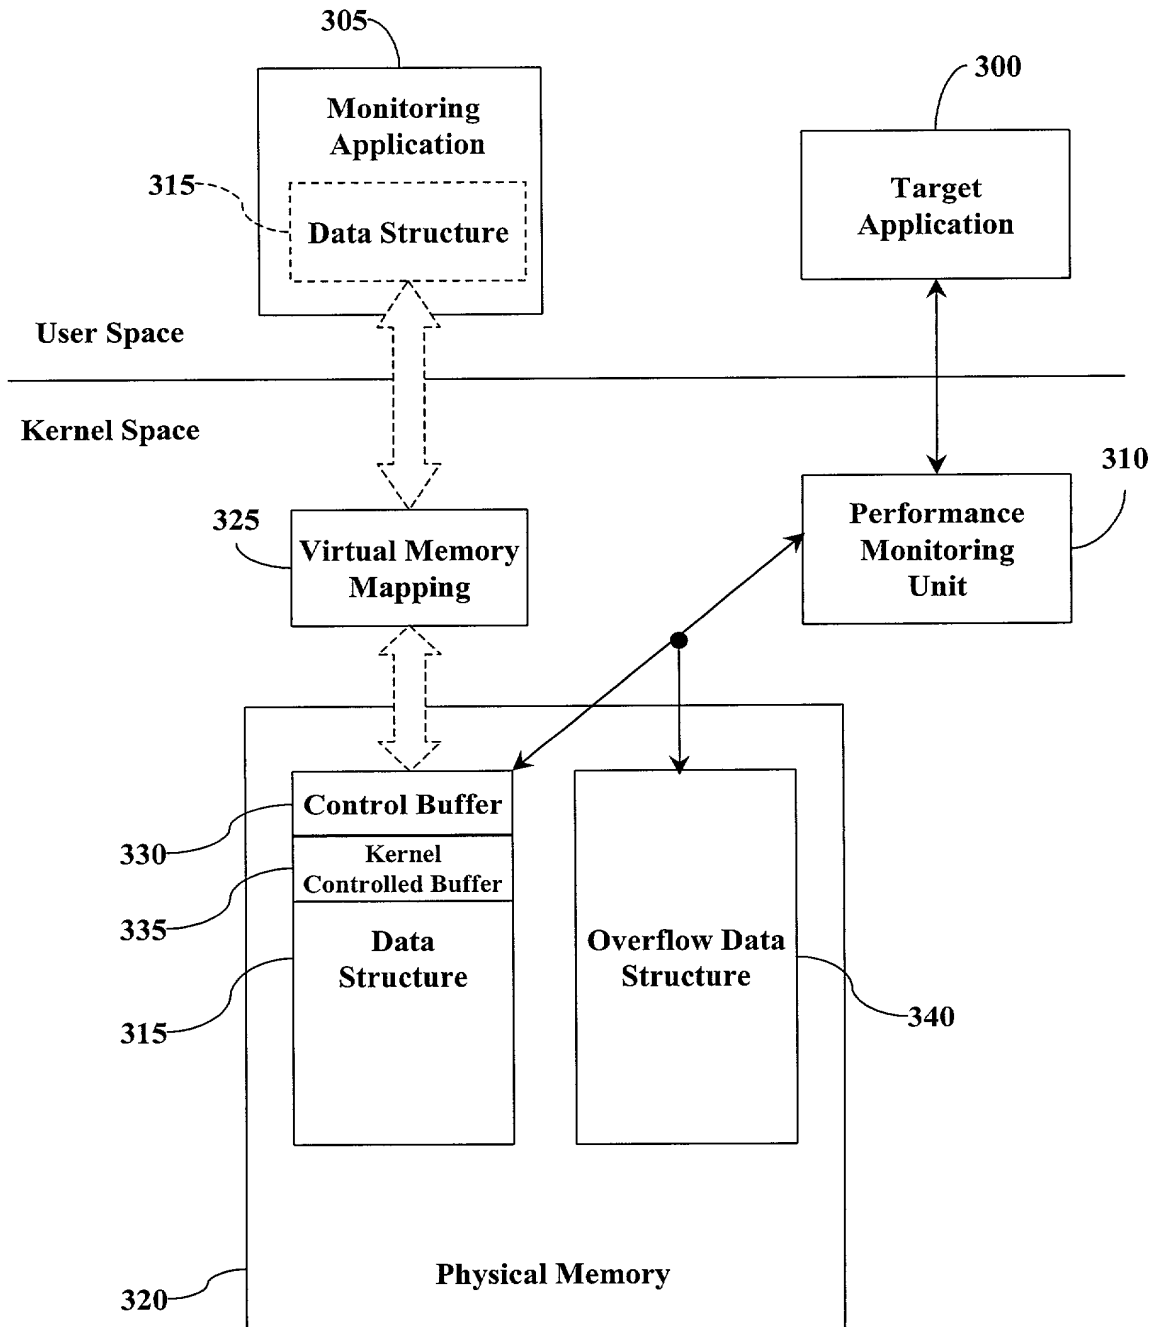 305
300
Monitoring
Application
315
Data Structure
Target
Application
User Space
Kernel Space
310
325
Virtual Memory
Mapping
Performance
Monitoring
Unit
Control Buffer
330
Kernel
Controlled Buffer
335
Data
Structure
315
Overflow Data
Structure
340
Physical Memory
320